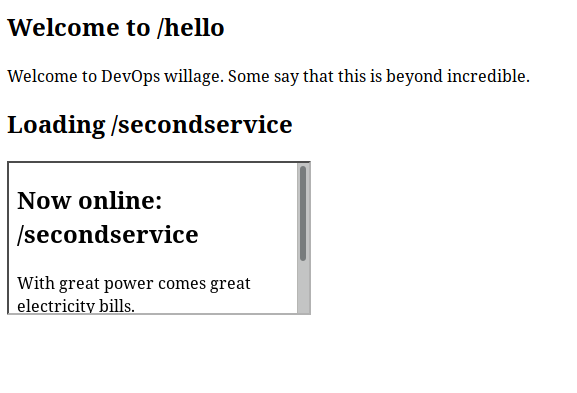 Welcome to /hello
Welcome to DevOps willage. Some say that this is beyond incredible.
Loading /secondservice
Now online:
/secondservice
With great power comes great
electricity bills.